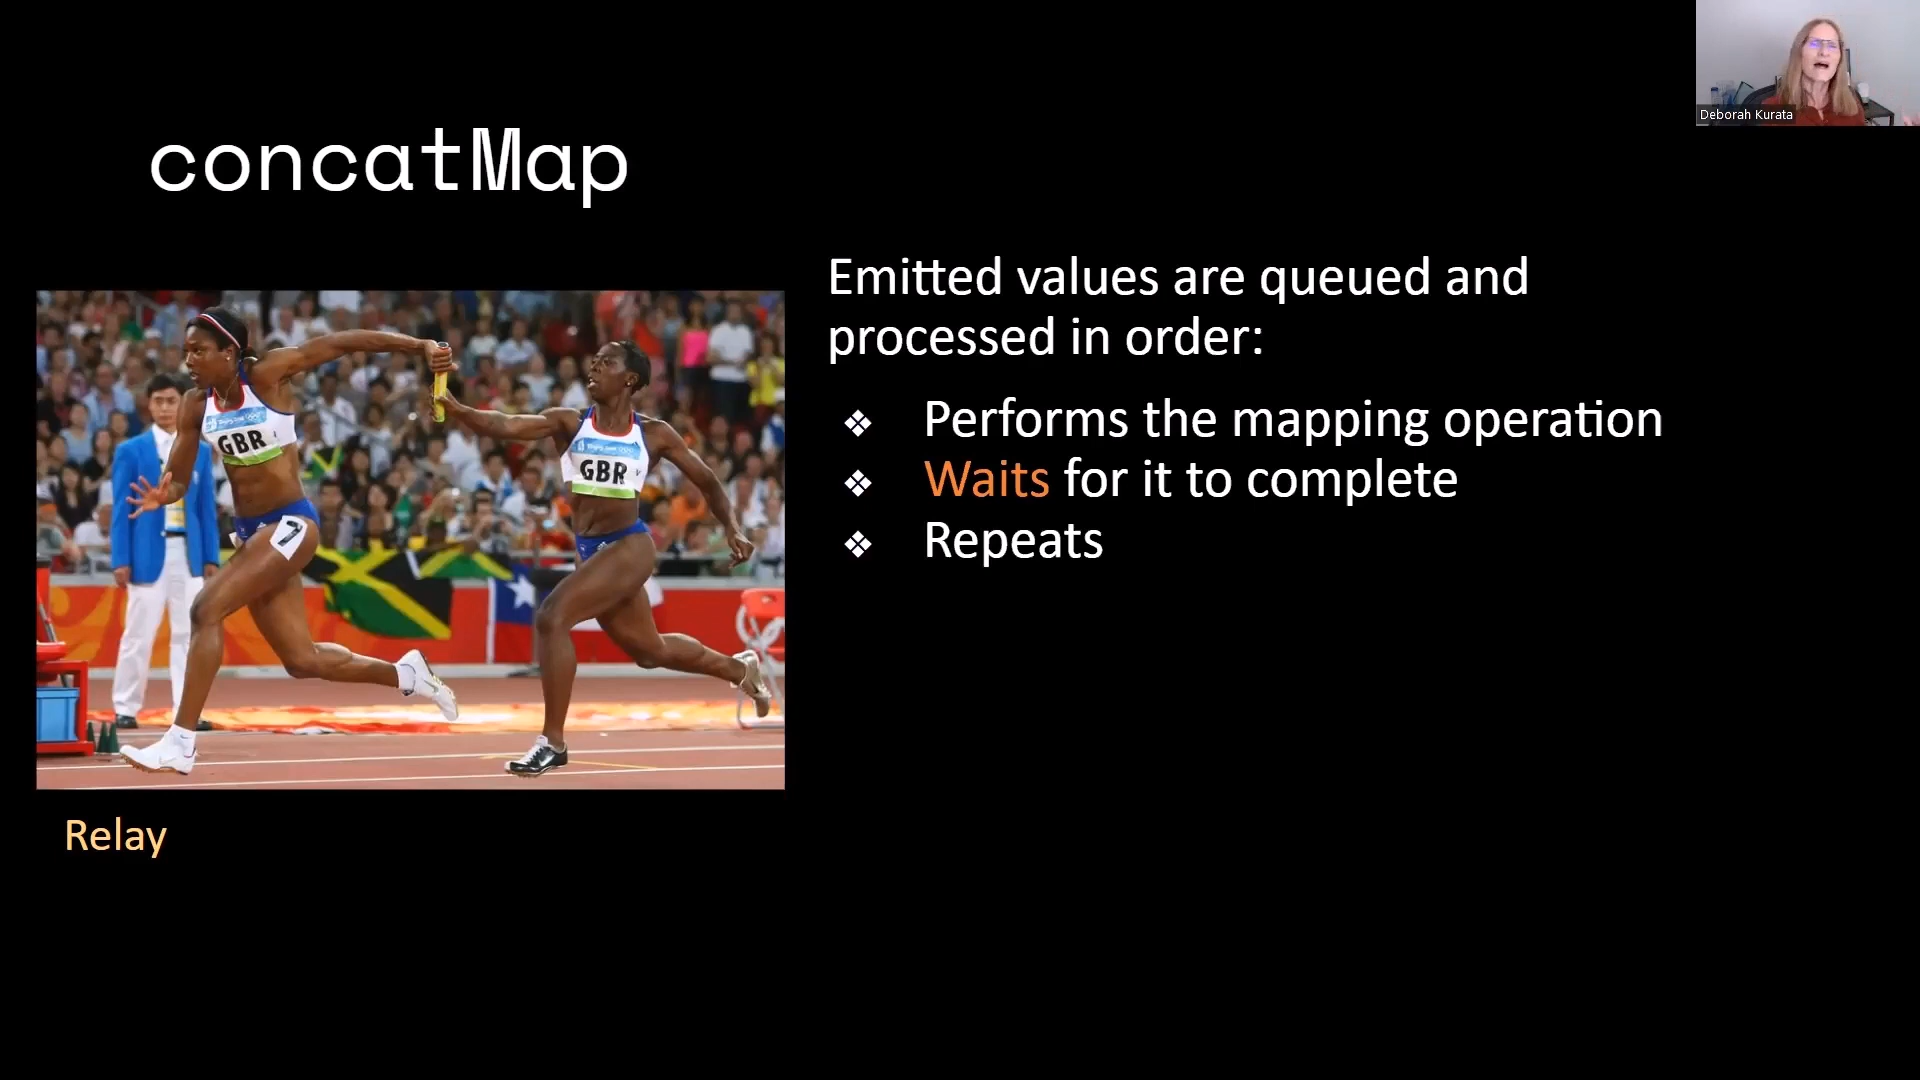 Deborah Kurata
concatMap
Emitted values are queued and
processed in order:
❖ Performs the mapping operation
❖ Waits for it to complete
❖ Repeats
GBR
GBR
7
Relay